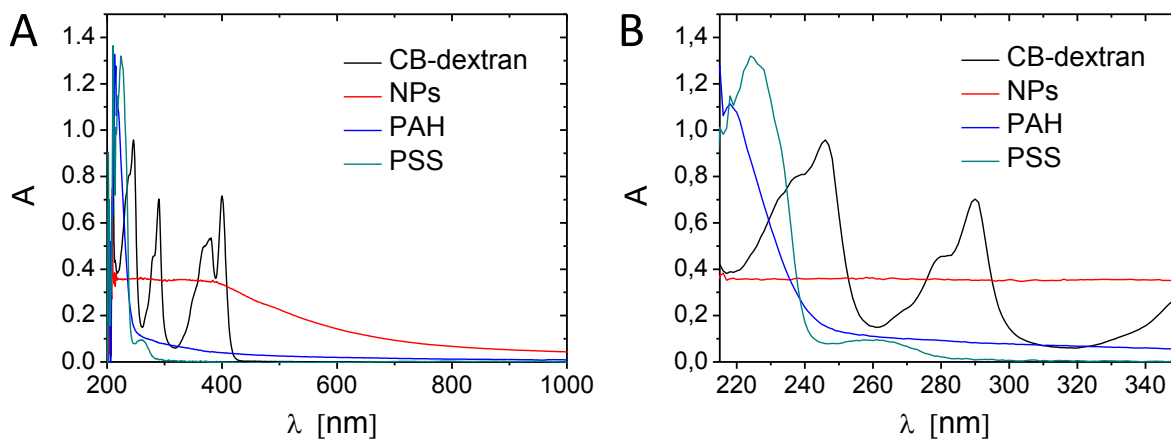 A
1.4
1.2
1.0
0.8
0.6
0.4
0.2
0.0
A
CB-dextran
NPs
PAH
PSS
200
400
600
800
1000
λ [nm]
B
1,4
1,2
1,0
0,8
0,6
0,4
0,2
0,0
A
CB-dextran
NPs
PAH
PSS
220
240
260
280
300
320
340
λ [nm]